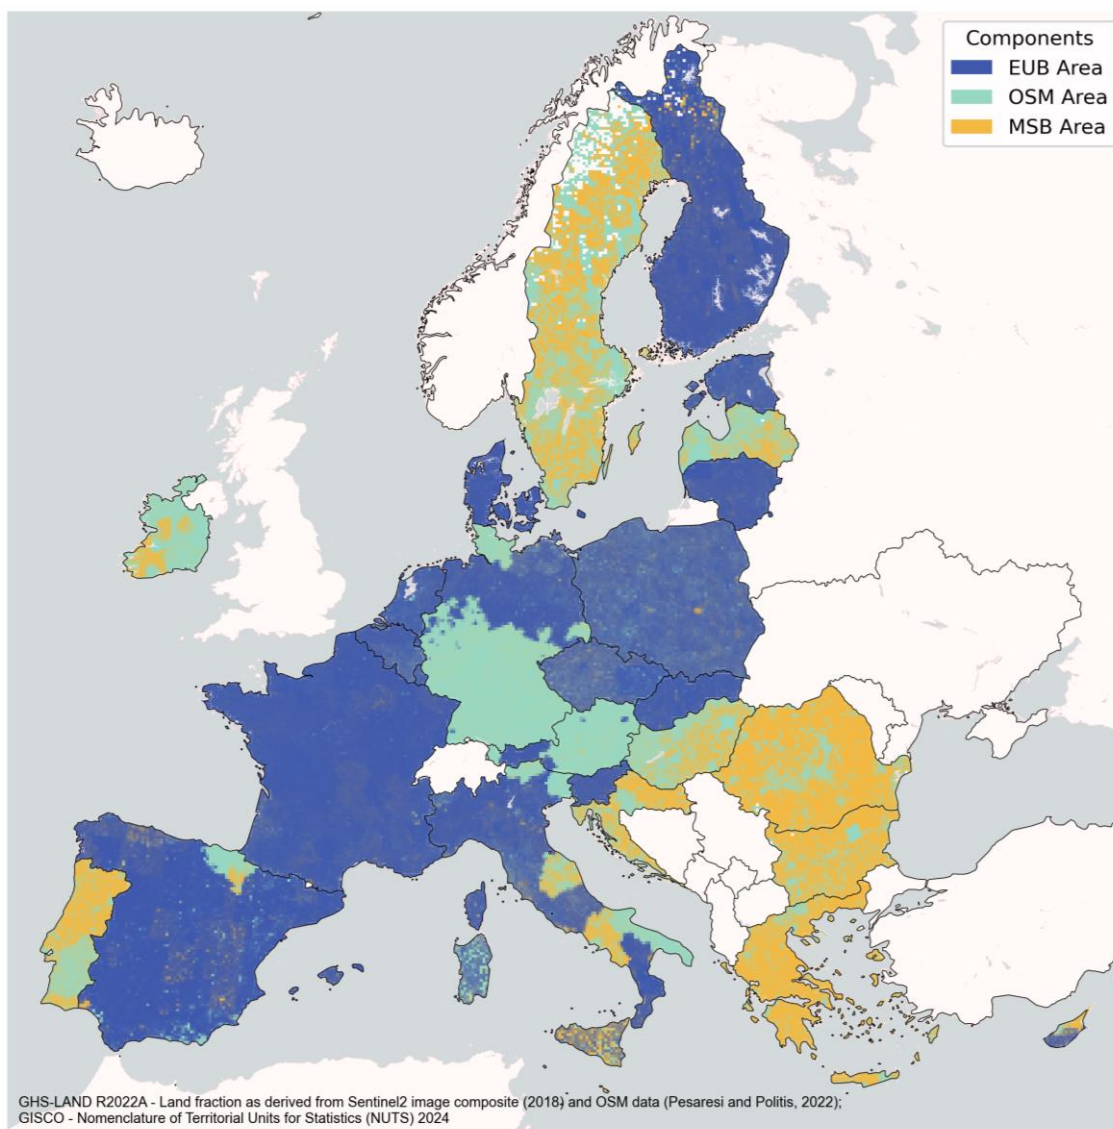 Components
EUB Area
OSM Area
MSB Area
GHS-LAND R2022A - Land fraction as derived from Sentinel2 image composite (2018) and OSM data (Pesaresi and Politis, 2022);
GISCO - Nomenclature of Territorial Units for Statistics (NUTS) 2024